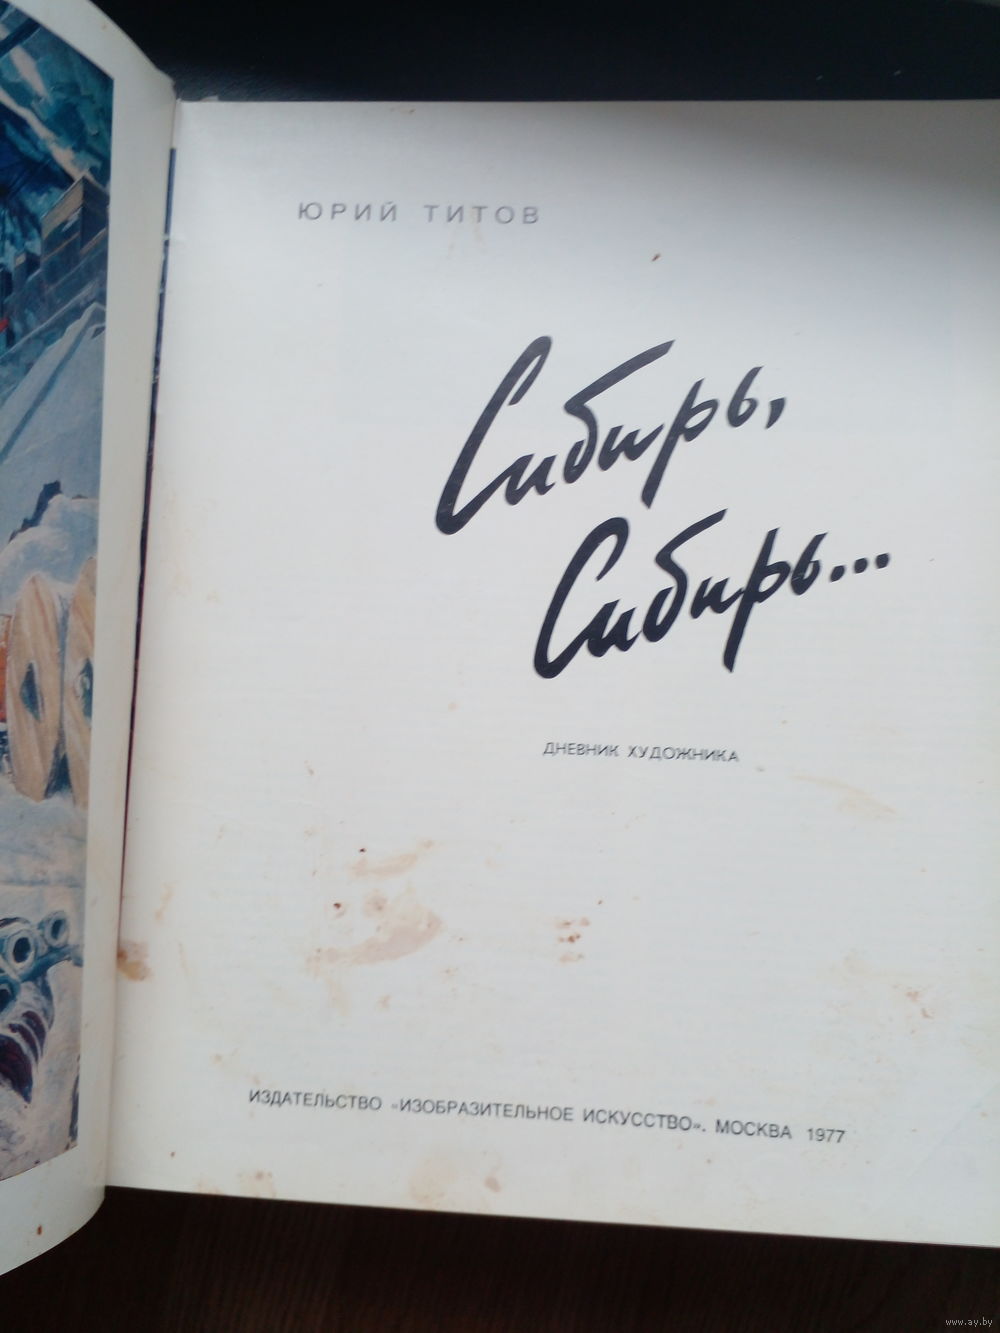 ЮРИЙ ТИТОВ
Сибирь,
Сибирь...
ДНЕВНИК ХУДОЖНИКА
ИЗДАТЕЛЬСТВО «ИЗОБРАЗИТЕЛЬНОЕ ИСКУССТВО». МОСКВА 1977
www.ay.by